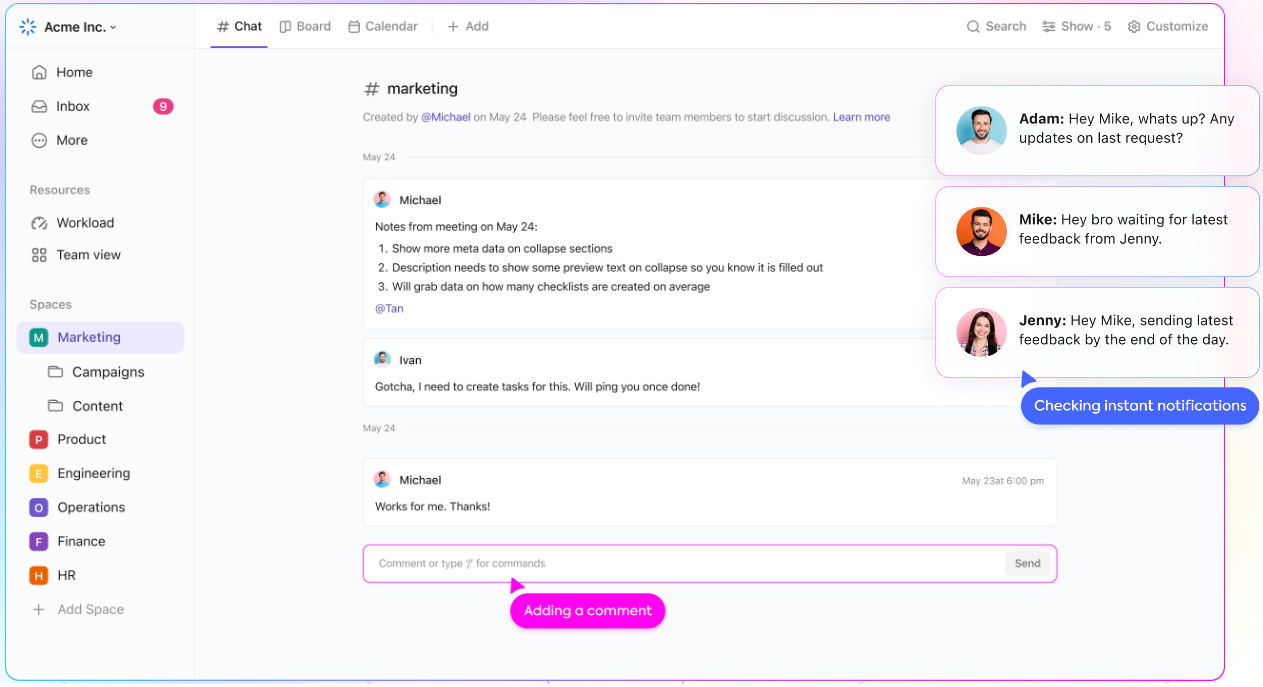 Acme Inc.
Chat
Board
Calendar
+ Add
Search
Show · 5
Customize
Home
Inbox
9
More
Resources
Workload
Team view
Spaces
M Marketing
Campaigns
Content
P Product
E Engineering
O Operations
F Finance
H HR
+ Add Space
# marketing
Created by @Michael on May 24 Please feel free to invite team members to start discussion. Learn more
May 24
Michael
Notes from meeting on May 24:
1. Show more meta data on collapse sections
2. Description needs to show some preview text on collapse so you know it is filled out
3. Will grab data on how many checklists are created on average
@Tan
Ivan
Gotcha, I need to create tasks for this. Will ping you once done!
May 24
Michael
May 23at 6:00 pm
Works for me. Thanks!
Comment or type '/' for commands
Send
Adding a comment
Adam: Hey Mike, whats up? Any
updates on last request?
Mike: Hey bro waiting for latest
feedback from Jenny.
Jenny: Hey Mike, sending latest
feedback by the end of the day.
Checking instant notifications